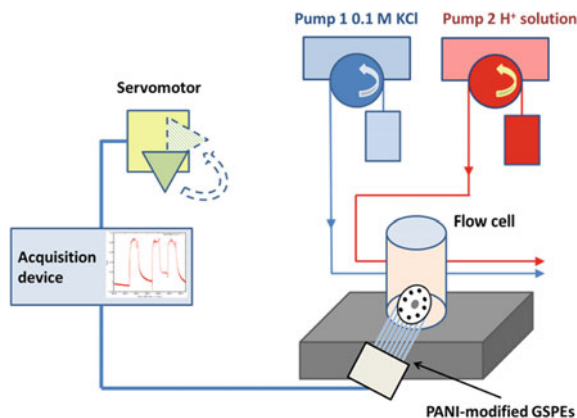 Pump 1 0.1 M KCl
Pump 2 H⁺ solution
Servomotor
Flow cell
Acquisition
device
PANI-modified GSPEs